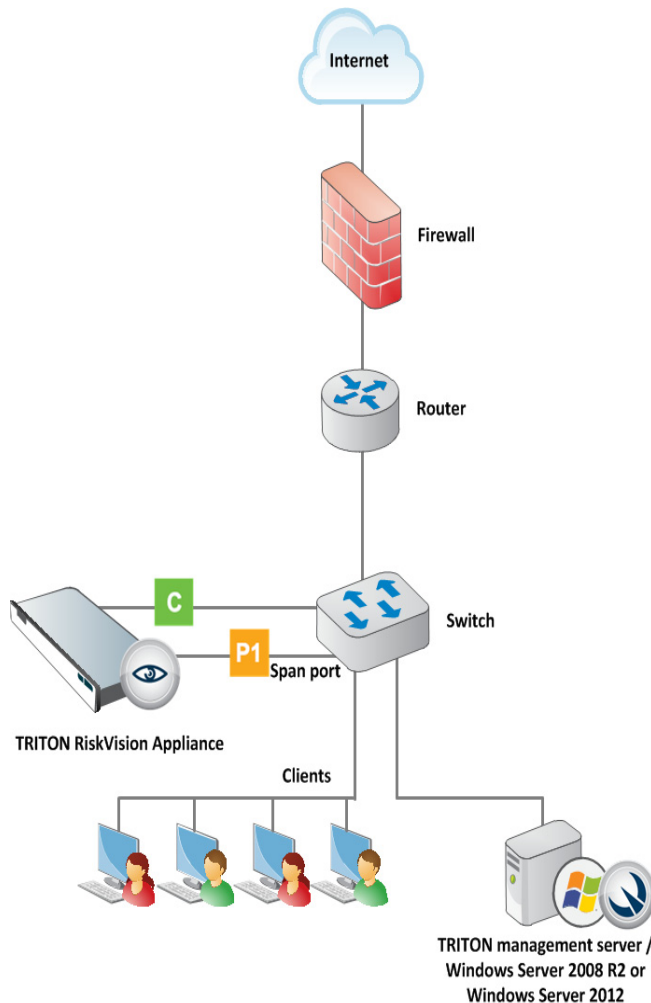 Internet
Firewall
Router
C
Switch
P1
Span port
TRITON RiskVision Appliance
Clients
TRITON management server /
Windows Server 2008 R2 or
Windows Server 2012